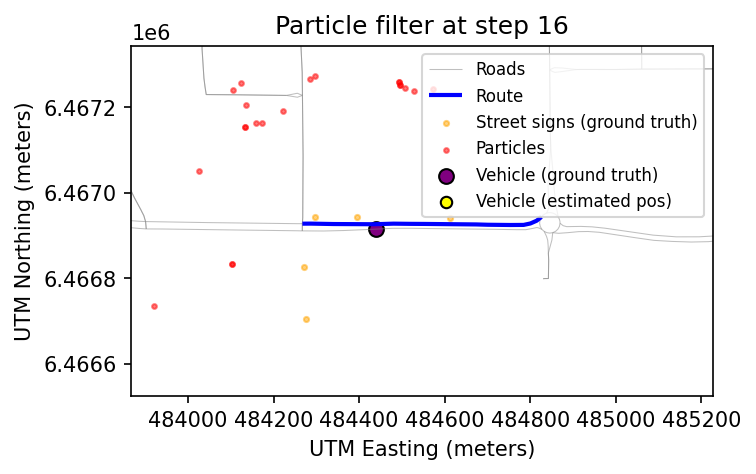 Particle filter at step 16
1e6
Roads
Route
Street signs (ground truth)
Particles
Vehicle (ground truth)
Vehicle (estimated pos)
6.4672
6.4670
6.4668
6.4666
UTM Northing (meters)
484000 484200 484400 484600 484800 485000 485200
UTM Easting (meters)